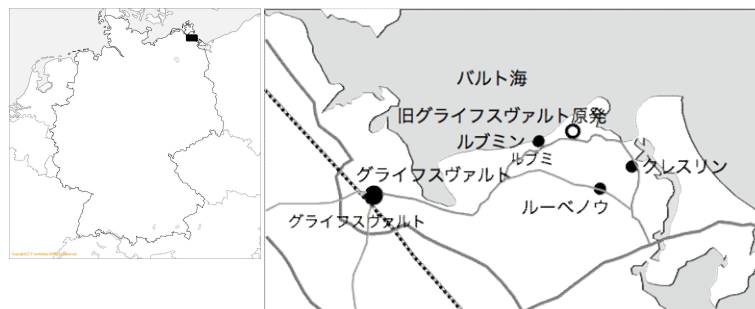 バルト海
旧グライフスヴァルト原発
ルブミン
ルブミ
グライフスヴァルト
クレスリン
ルーベノウ
グライフスヴァルト